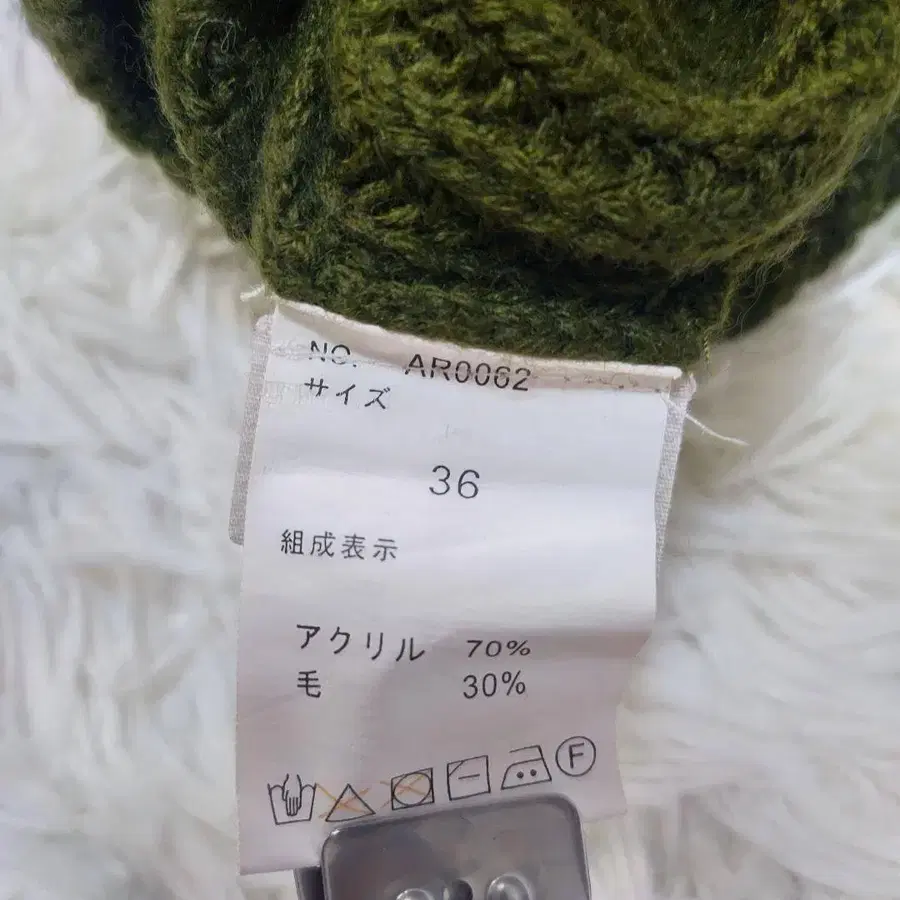 NO. AR0062
サイズ
36
組成表示
アクリル 70%
毛 30%
F